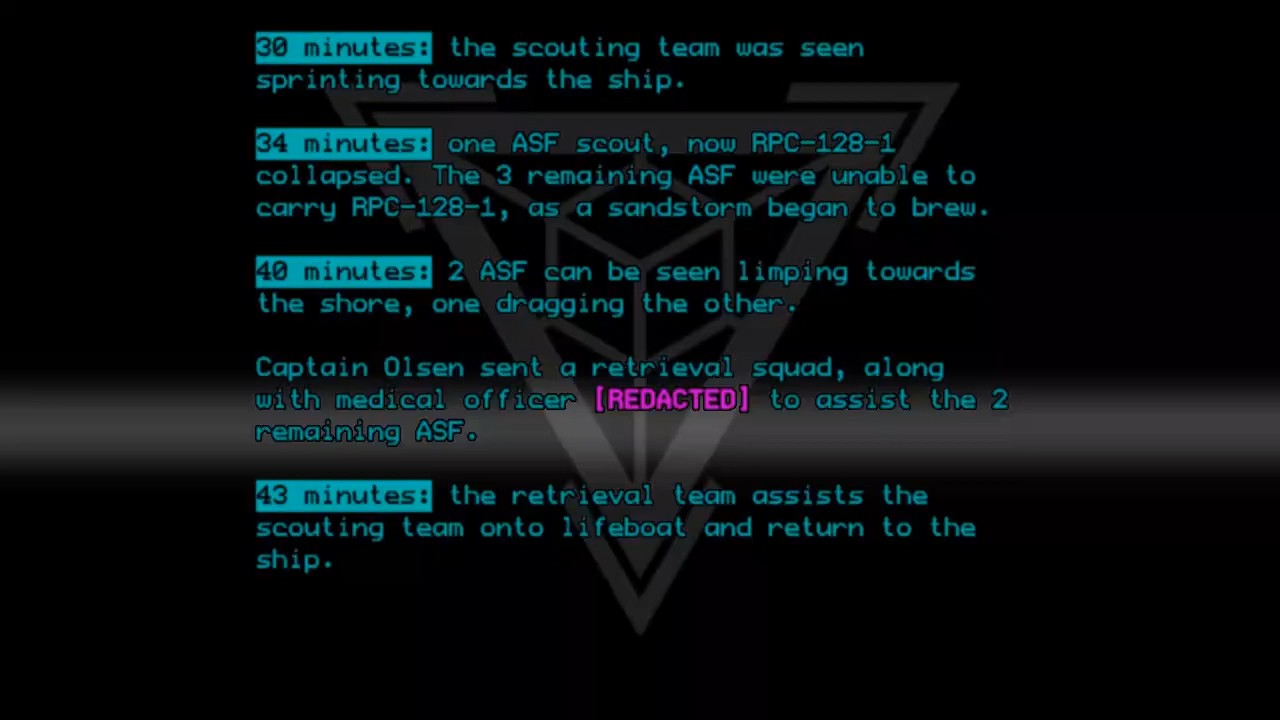 30 minutes: the scouting team was seen
sprinting towards the ship.
34 minutes: one ASF scout, now RPC-128-1
collapsed. The 3 remaining ASF were unable to
carry RPC-128-1, as a sandstorm began to brew.
40 minutes: 2 ASF can be seen limping towards
the shore, one dragging the other.
Captain Olsen sent a retrieval squad, along
with medical officer [REDACTED] to assist the 2
remaining ASF.
43 minutes: the retrieval team assists the
scouting team onto lifeboat and return to the
ship.